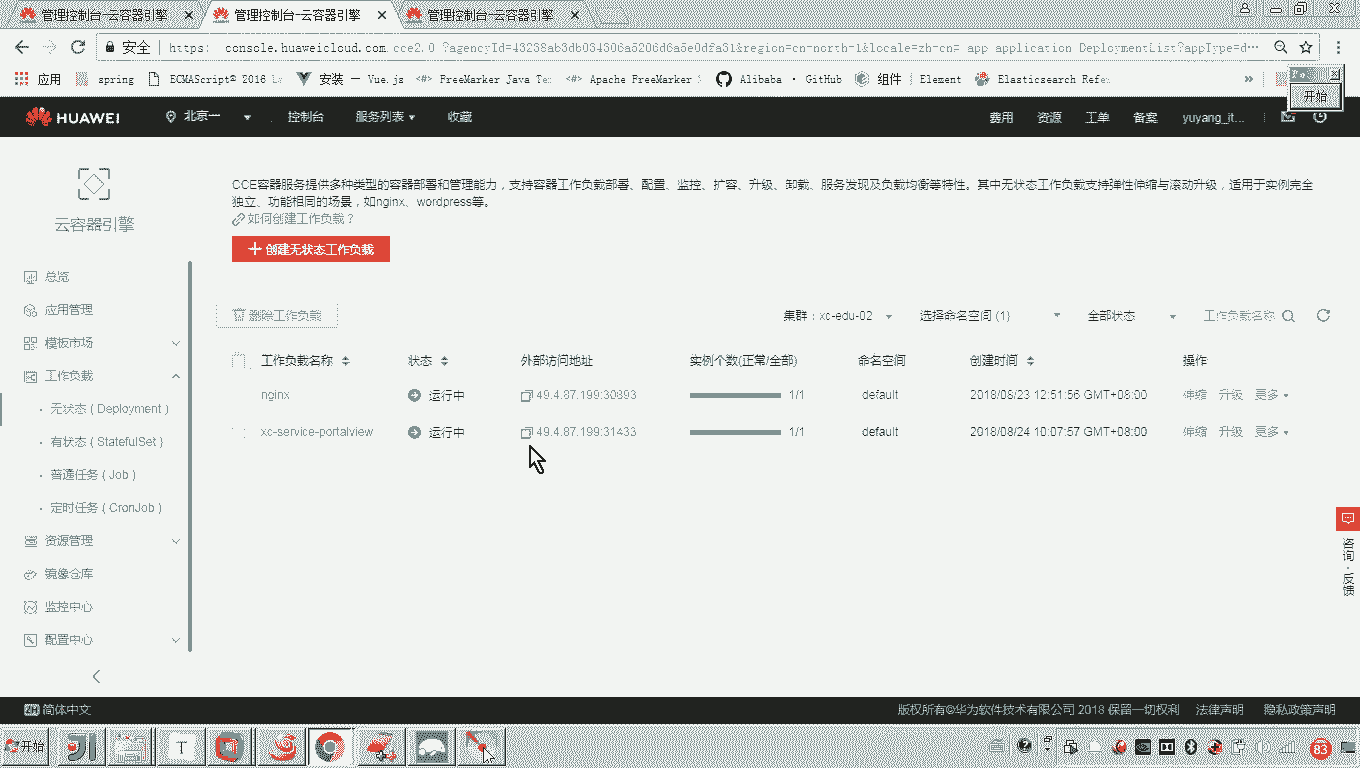 管理控制台-云容器引擎
管理控制台-云容器引擎
管理控制台-云容器引擎
安全
应用
spring
ECMAScript® 2016 La
安装 — Vue.js
FreeMarker Java Te
Apache FreeMarker
Alibaba · GitHub
组件 | Element
Elasticsearch Refe
»
开始
HUAWEI
北京一
控制台
服务列表
收藏
费用
资源
工单
备案
yuyang_it...
云容器引擎
总览
应用管理
模板市场
工作负载
无状态 ( Deployment )
有状态 ( StatefulSet )
普通任务 ( Job )
定时任务 ( CronJob )
资源管理
镜像仓库
监控中心
配置中心
CCE容器服务提供多种类型的容器部署和管理能力，支持容器工作负载部署、配置、监控、扩容、升级、卸载、服务发现及负载均衡等特性。其中无状态工作负载支持弹性伸缩与滚动升级，适用于实例完全
独立、功能相同的场景，如nginx、wordpress等。
如何创建工作负载？
创建无状态工作负载
删除工作负载
集群：xc-edu-02
选择命名空间 (1)
全部状态
工作负载名称
工作负载名称 状态 外部访问地址 实例个数(正常/全部) 命名空间 创建时间 操作
nginx 运行中 49.4.87.199:30893 1/1 default 2018/08/23 12:51:56 GMT+08:00 伸缩 升级 更多
xc-service-portalview 运行中 49.4.87.199:31433 1/1 default 2018/08/24 10:07:57 GMT+08:00 伸缩 升级 更多
咨询·反馈
简体中文
版权所有©华为软件技术有限公司 2018 保留一切权利
法律声明
隐私政策声明
开始
T
83